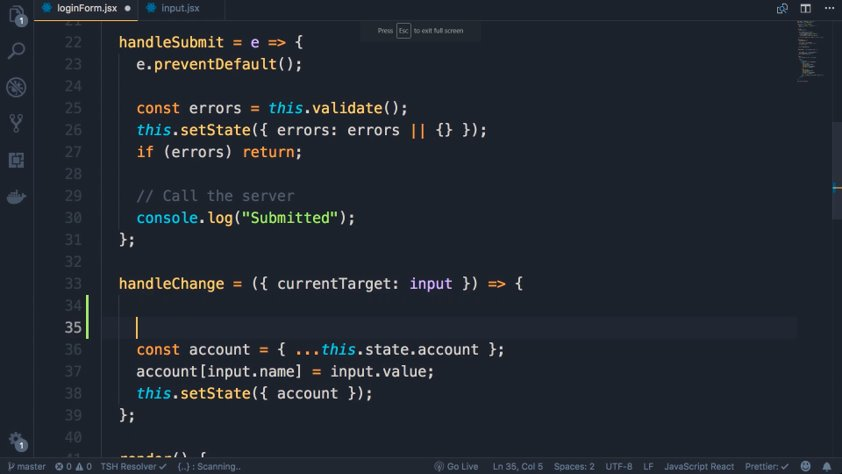 loginForm.jsx ● input.jsx
1
Press Esc to exit full screen
21
22 handleSubmit = e => {
23 e.preventDefault();
24
25 const errors = this.validate();
26 this.setState({ errors: errors || {} });
27 if (errors) return;
28
29 // Call the server
30 console.log("Submitted");
31 };
32
33 handleChange = ({ currentTarget: input }) => {
34
35
36 const account = { ...this.state.account };
37 account[input.name] = input.value;
38 this.setState({ account });
39 };
40
41 render() {
1
master 0 0 TSH Resolver ✓ {..} : Scanning.. Go Live Ln 35, Col 5 Spaces: 2 UTF-8 LF JavaScript React Prettier: ✓